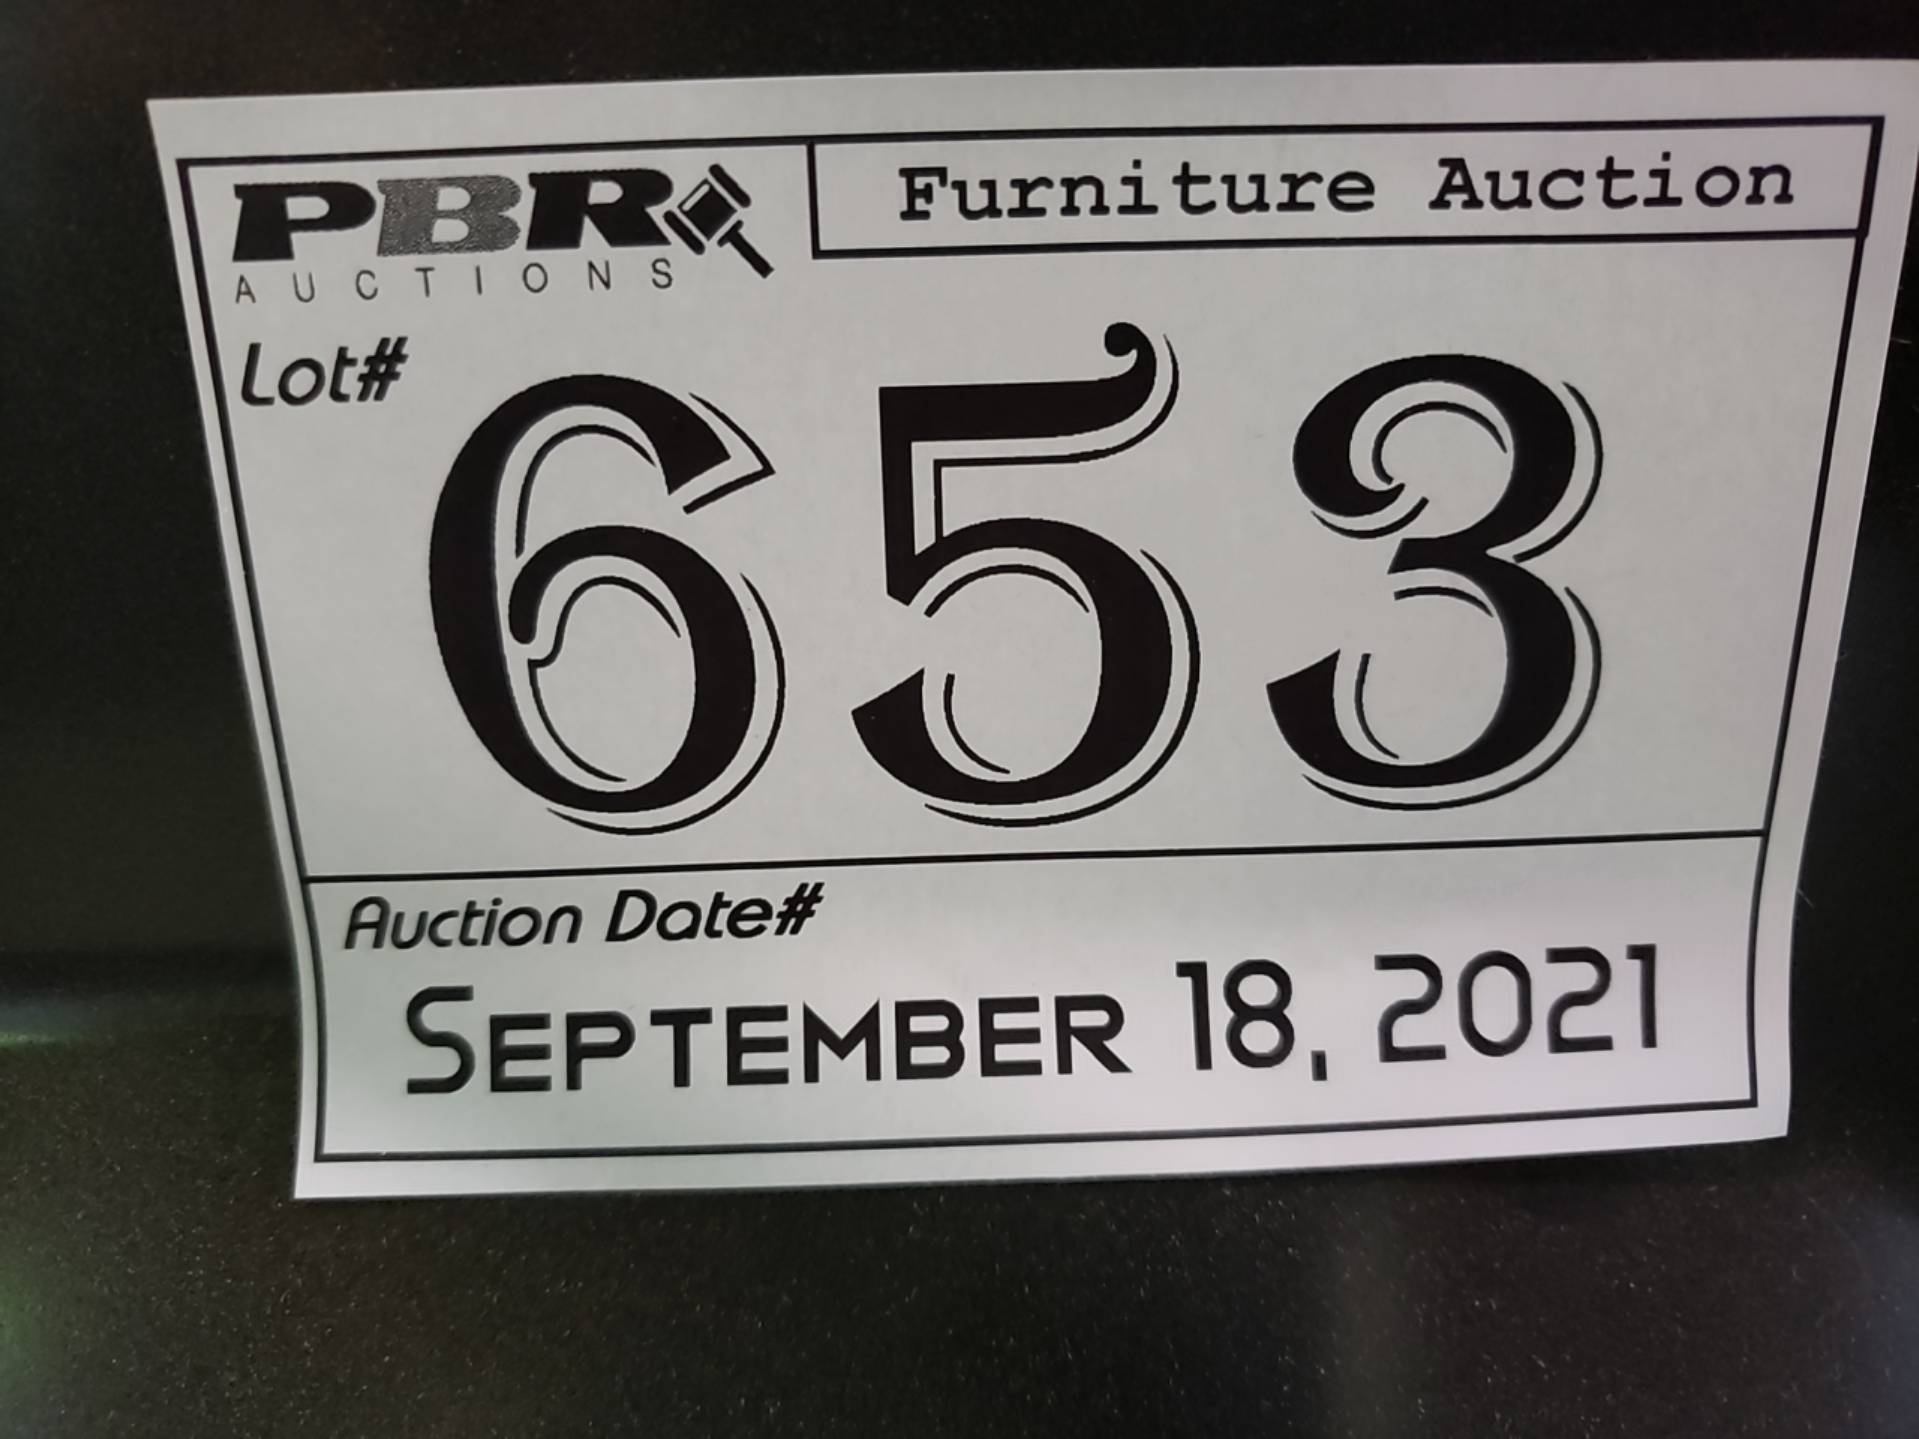 PBR
AUCTIONS
Furniture Auction
Lot#
653
Auction Date#
SEPTEMBER 18, 2021